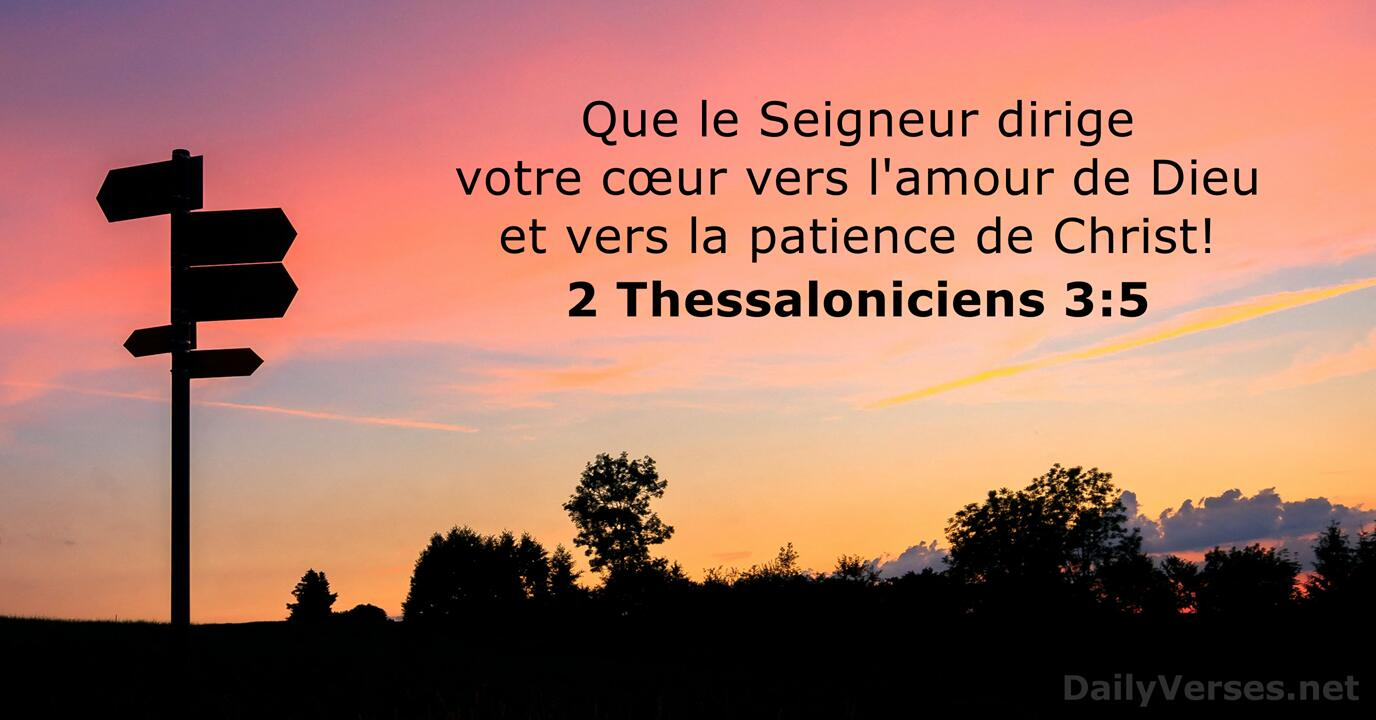 Que le Seigneur dirige
votre cœur vers l'amour de Dieu
et vers la patience de Christ!
2 Thessaloniciens 3:5
DailyVerses.net